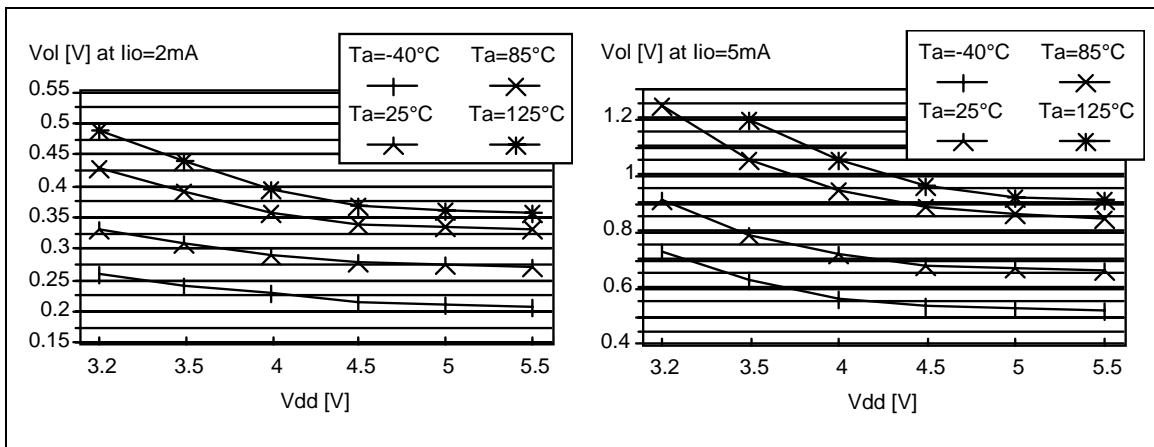 Vol [V] at Iio=2mA
Ta=-40°C Ta=85°C
Ta=25°C Ta=125°C
0.55
0.5
0.45
0.4
0.35
0.3
0.25
0.2
0.15
3.2 3.5 4 4.5 5 5.5
Vdd [V]
Vol [V] at Iio=5mA
Ta=-40°C Ta=85°C
Ta=25°C Ta=125°C
1.2
1
0.8
0.6
0.4
3.2 3.5 4 4.5 5 5.5
Vdd [V]